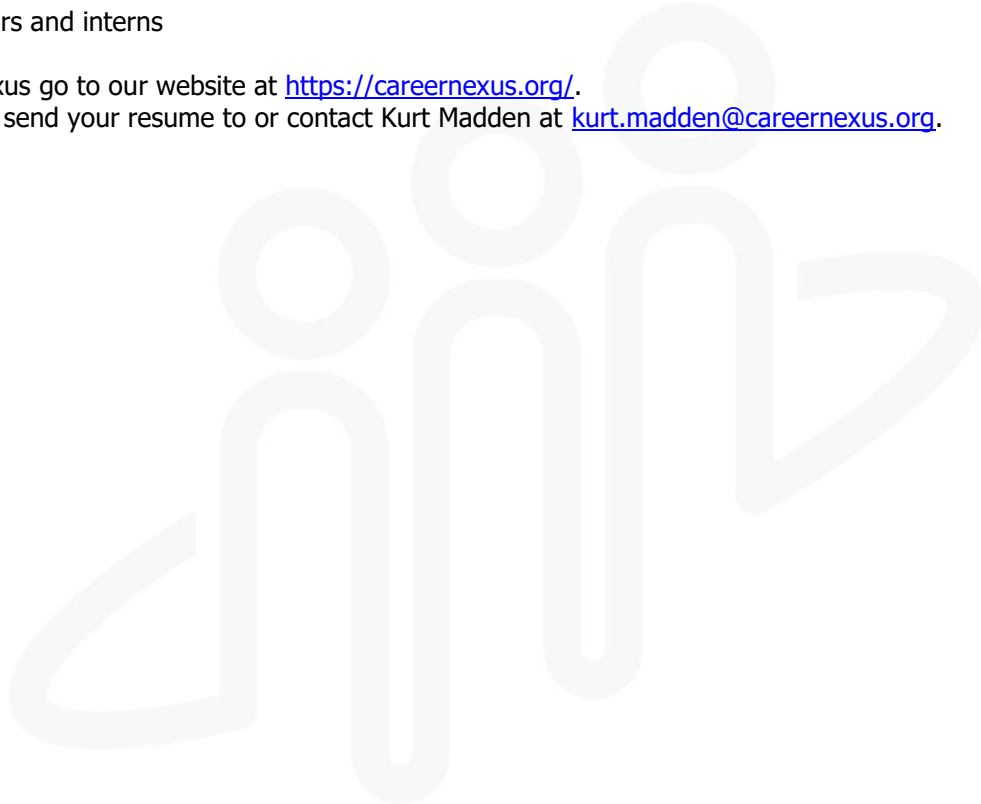 rs and interns
xus go to our website at https://careernexus.org/.
send your resume to or contact Kurt Madden at kurt.madden@careernexus.org.